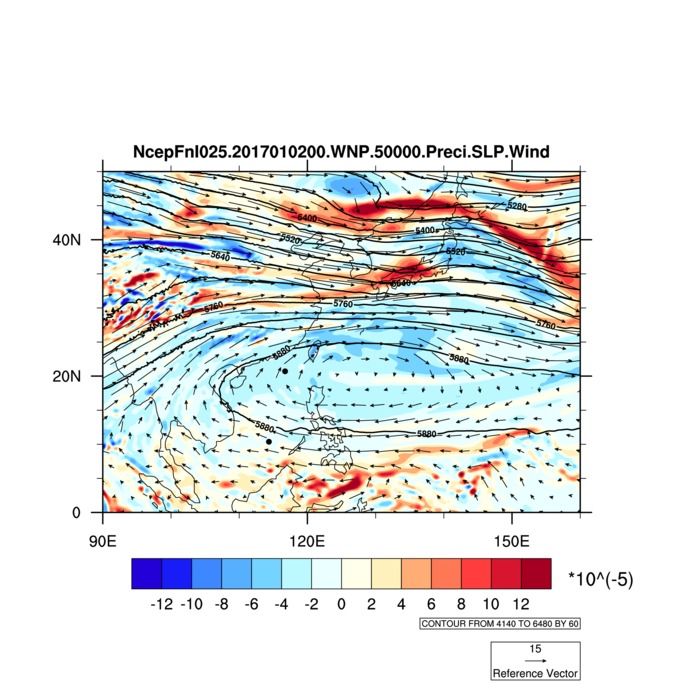 NcepFnl025.2017010200.WNP.50000.Preci.SLP.Wind
5280
5400
5400
40N
5520
5520
5640
5640
5760
5760
5760
5880
5880
20N
5880
5880
0
90E 120E 150E
-12 -10 -8 -6 -4 -2 0 2 4 6 8 10 12
*10^(-5)
CONTOUR FROM 4140 TO 6480 BY 60
15
Reference Vector